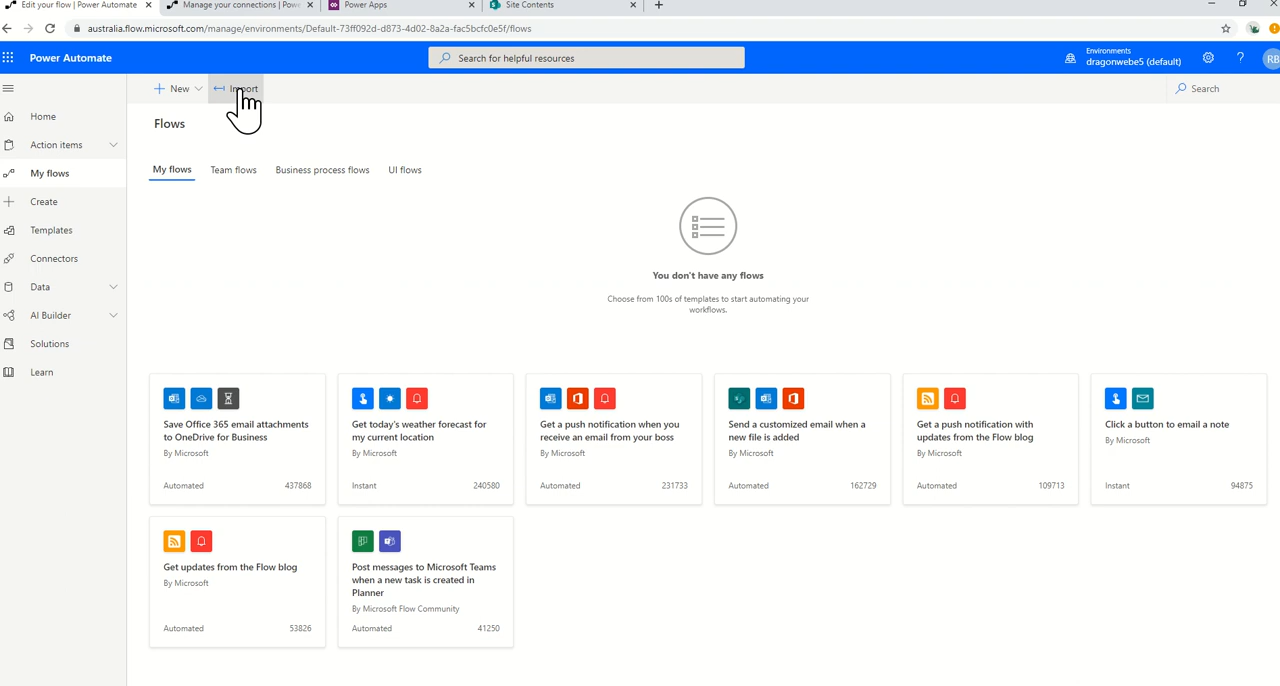 Edit your flow | Power Automate
Manage your connections | Pow
Power Apps
Site Contents
australia.flow.microsoft.com/manage/environments/Default-73ff092d-d873-4d02-8a2a-fac5bcfc0e5f/flows
Power Automate
Search for helpful resources
Environments
dragonwebe5 (default)
?
RB
New
Import
Search
Home
Action items
My flows
Create
Templates
Connectors
Data
AI Builder
Solutions
Learn
Flows
My flows
Team flows
Business process flows
UI flows
You don't have any flows
Choose from 100s of templates to start automating your
workflows.
Save Office 365 email attachments
to OneDrive for Business
By Microsoft
Automated
437868
Get today's weather forecast for
my current location
By Microsoft
Instant
240580
Get a push notification when you
receive an email from your boss
By Microsoft
Automated
231733
Send a customized email when a
new file is added
By Microsoft
Automated
162729
Get a push notification with
updates from the Flow blog
By Microsoft
Automated
109713
Click a button to email a note
By Microsoft
Instant
94875
Get updates from the Flow blog
By Microsoft
Automated
53826
Post messages to Microsoft Teams
when a new task is created in
Planner
By Microsoft Flow Community
Automated
41250